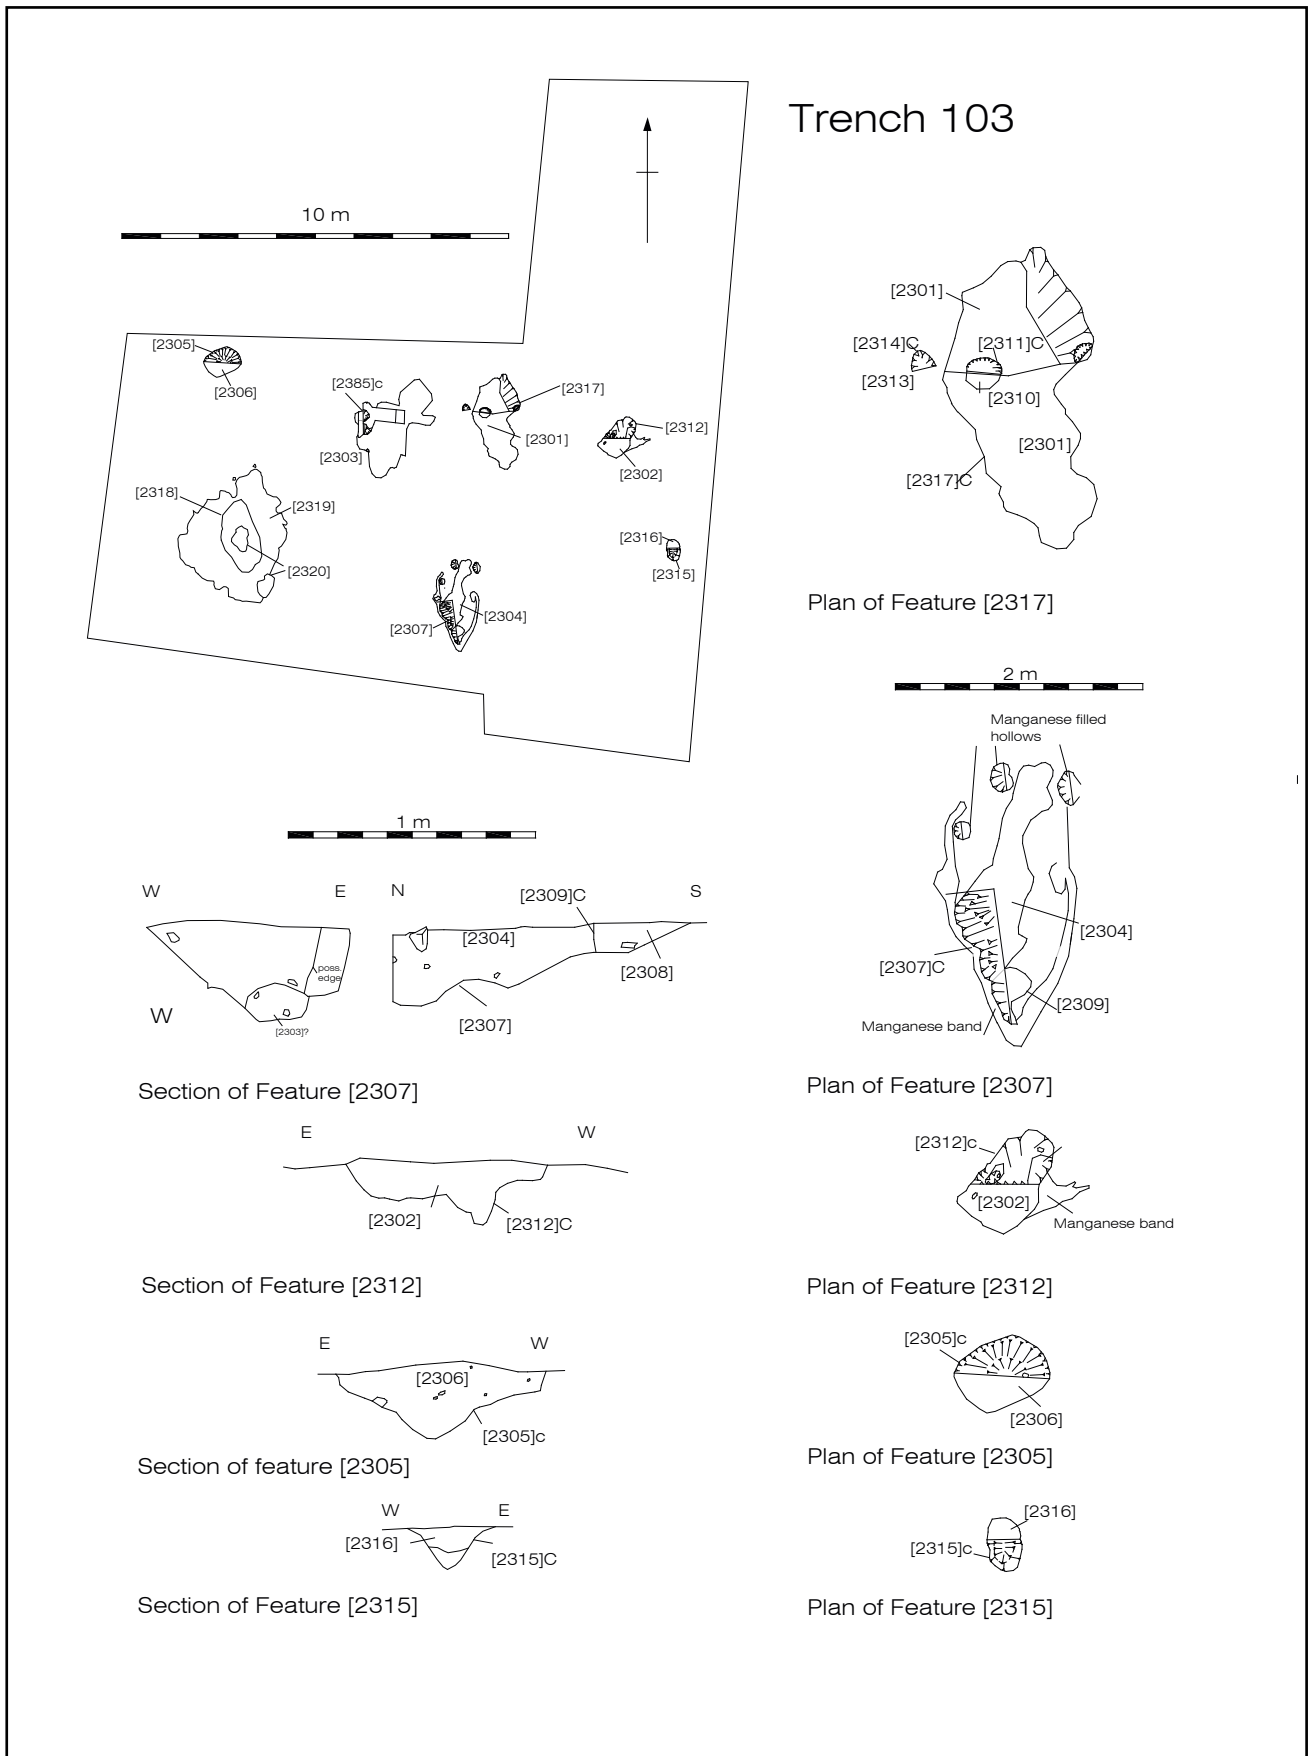 Trench 103
10 m
[2305]
[2306]
[2385]c
[2303]
[2317]
[2301]
[2312]
[2302]
[2318]
[2319]
[2320]
[2316]
[2315]
[2304]
[2307]
[2301]
[2314]C
[2311]C
[2313]
[2310]
[2301]
[2317]C
Plan of Feature [2317]
2 m
Manganese filled
hollows
[2304]
[2307]C
[2309]
Manganese band
Plan of Feature [2307]
1 m
W
E
N
S
[2309]C
[2304]
[2308]
poss.
edge
W
[2303]?
[2307]
Section of Feature [2307]
E
W
[2302]
[2312]C
Section of Feature [2312]
[2312]c
[2302]
Manganese band
Plan of Feature [2312]
E
W
[2306]
[2305]c
Section of feature [2305]
[2305]c
[2306]
Plan of Feature [2305]
W
E
[2316]
[2315]C
Section of Feature [2315]
[2316]
[2315]c
Plan of Feature [2315]